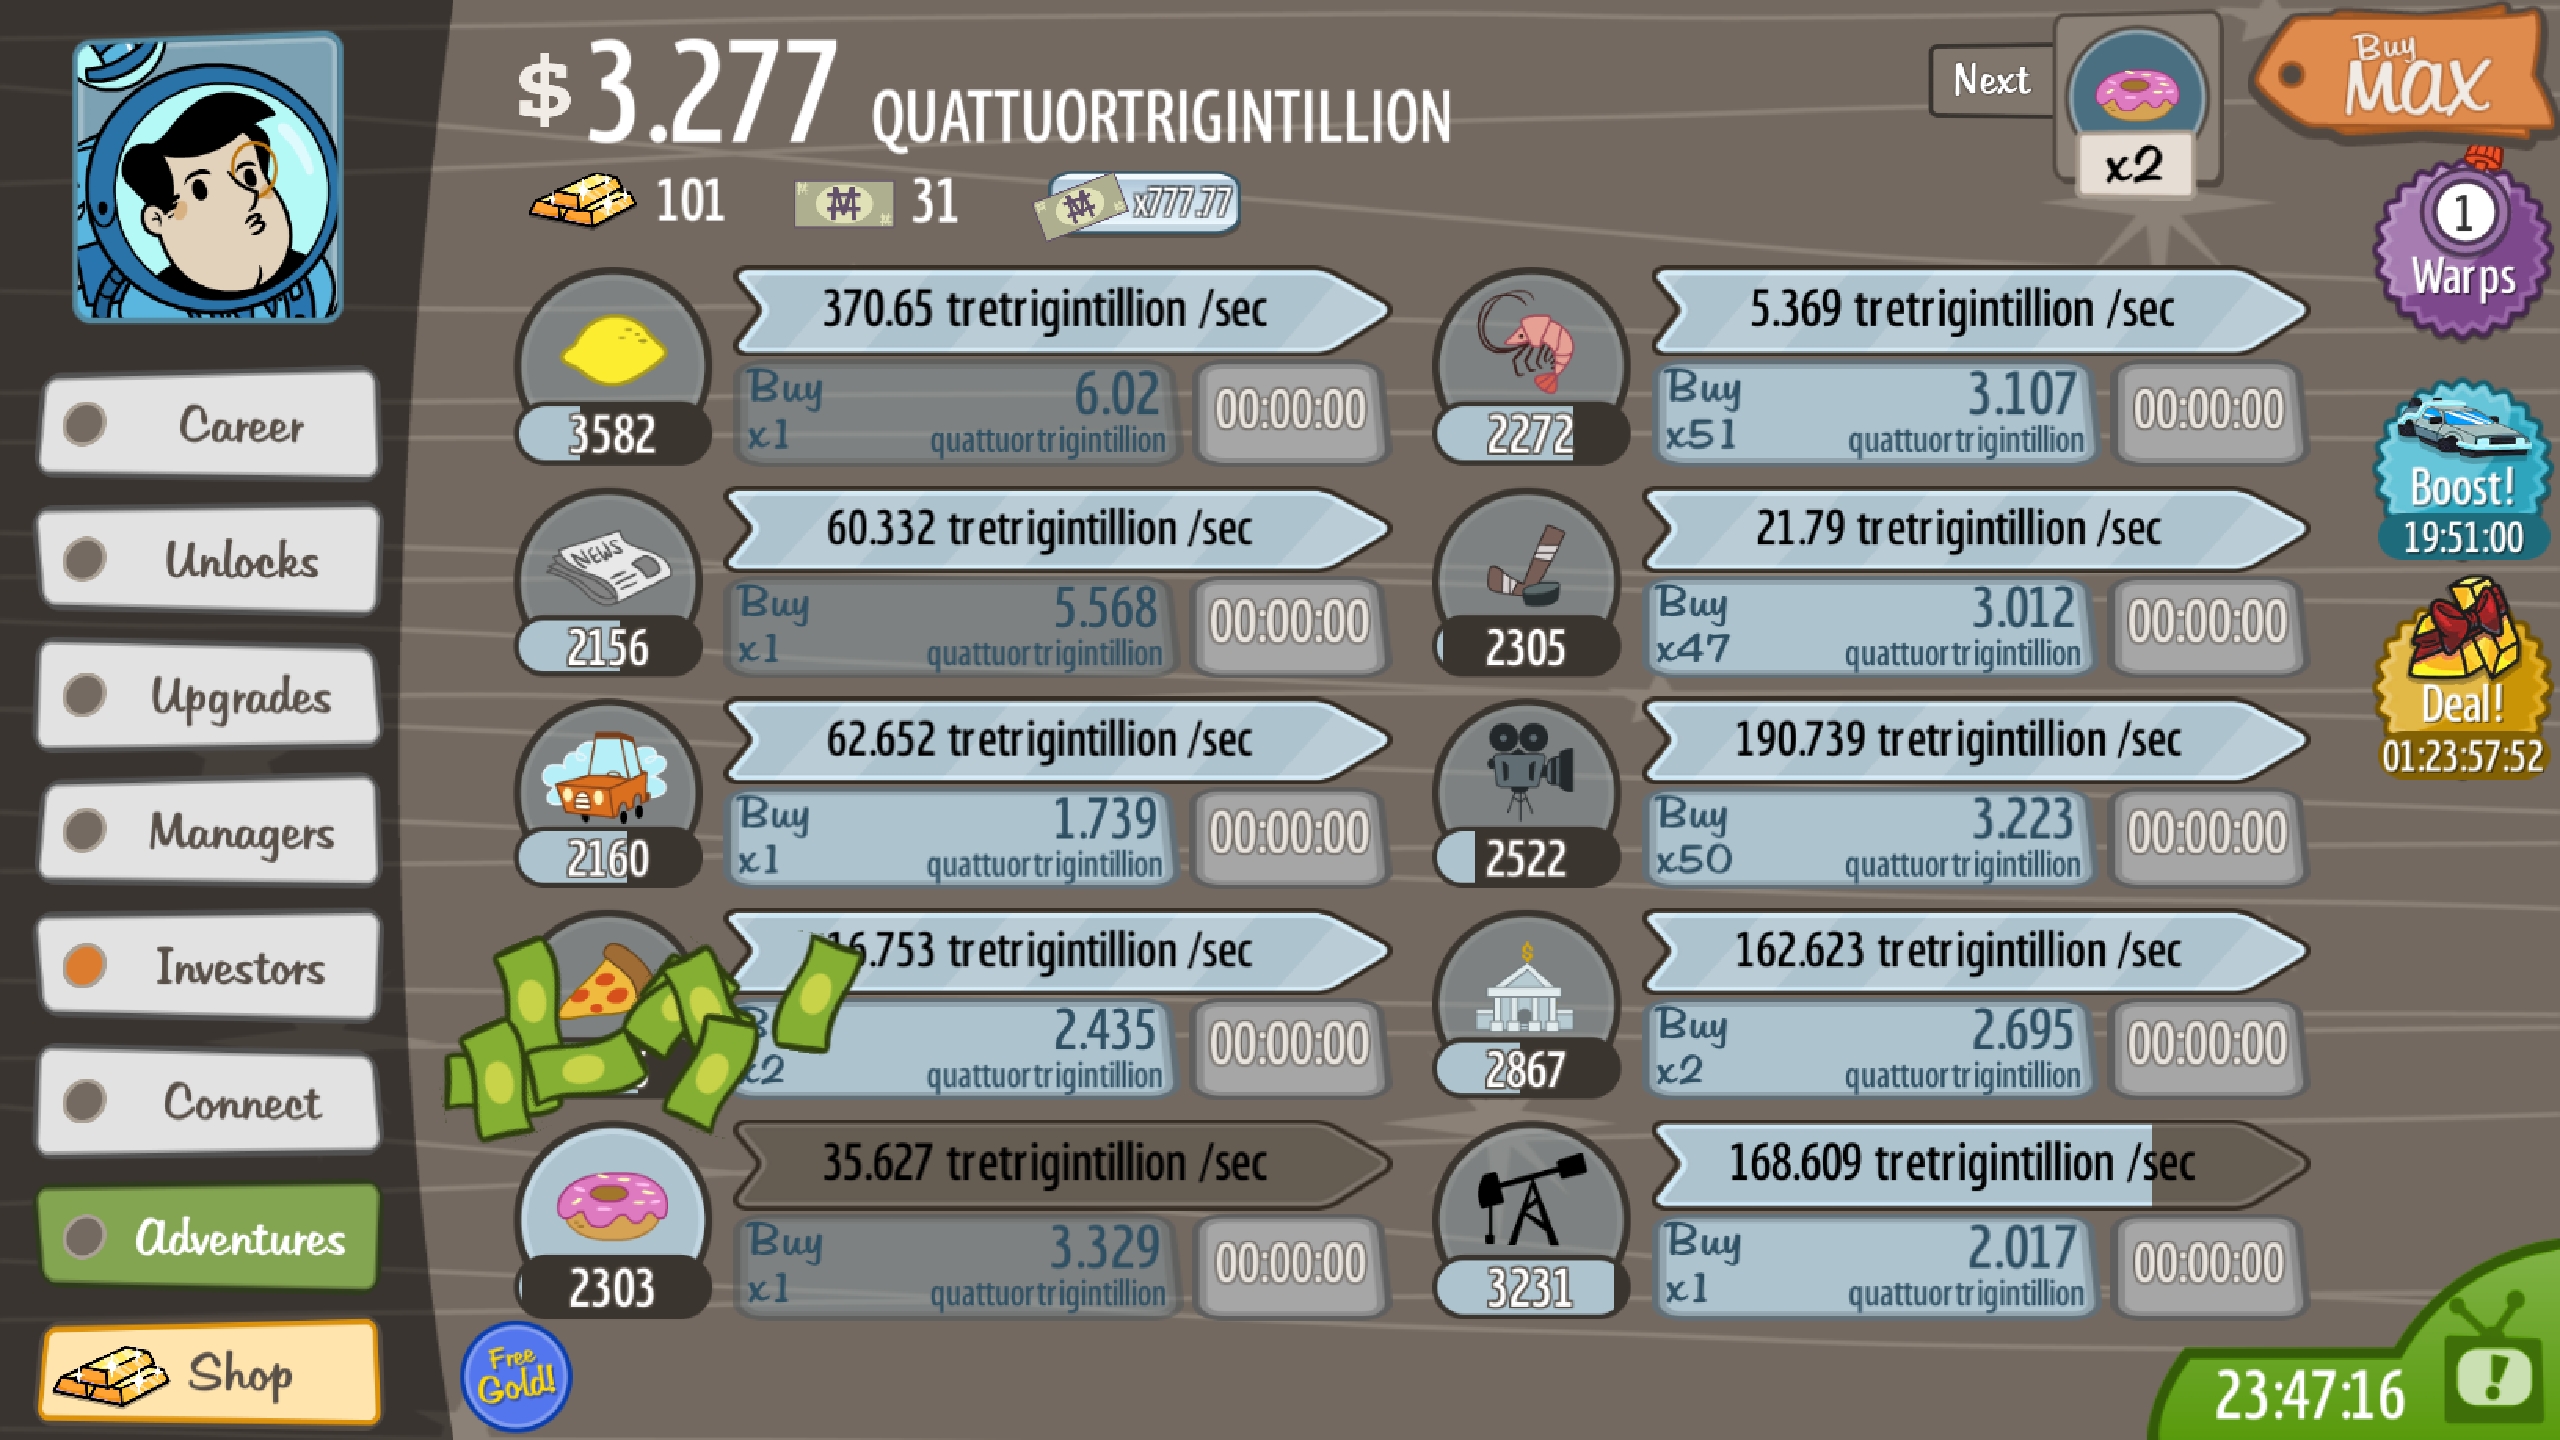 $3.277 QUATTUORTRIGINTILLION
Next
x2
Buy
MAX
101
31
x777.77
1
Warps
Boost!
19:51:00
Deal!
01:23:57:52
Career
Unlocks
Upgrades
Managers
Investors
Connect
Adventures
Shop
370.65 tretrigintillion /sec
3582
Buy
x1
6.02
quattuortrigintillion
00:00:00
5.369 tretrigintillion /sec
2272
Buy
x51
3.107
quattuortrigintillion
00:00:00
60.332 tretrigintillion /sec
NEWS
2156
Buy
x1
5.568
quattuortrigintillion
00:00:00
21.79 tretrigintillion /sec
2305
Buy
x47
3.012
quattuortrigintillion
00:00:00
62.652 tretrigintillion /sec
2160
Buy
x1
1.739
quattuortrigintillion
00:00:00
190.739 tretrigintillion /sec
2522
Buy
x50
3.223
quattuortrigintillion
00:00:00
tretrigintillion /sec
x2
2.435
quattuortrigintillion
00:00:00
162.623 tretrigintillion /sec
2867
Buy
x2
2.695
quattuortrigintillion
00:00:00
35.627 tretrigintillion /sec
2303
Buy
x1
3.329
quattuortrigintillion
00:00:00
168.609 tretrigintillion /sec
3231
Buy
x1
2.017
quattuortrigintillion
00:00:00
Free
Gold!
23:47:16